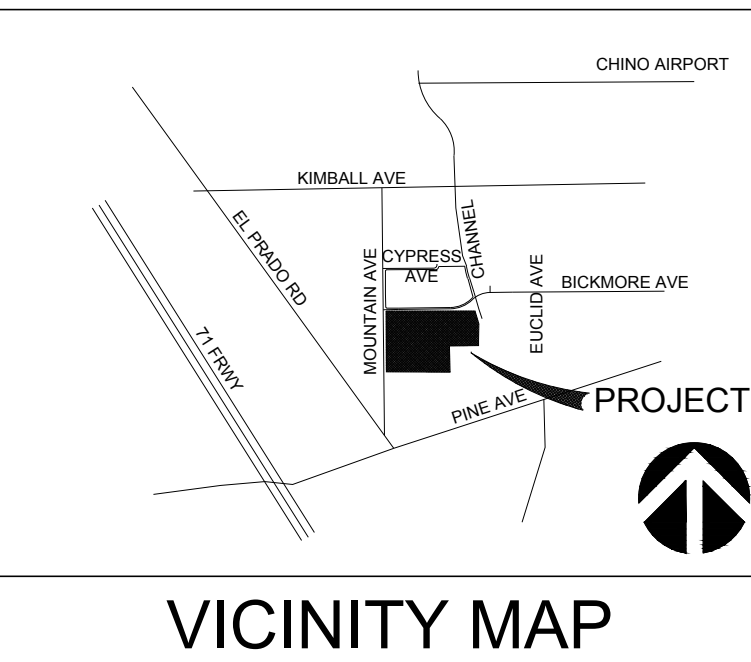 CHINO AIRPORT
KIMBALL AVE
EL PRADO RD
CHANNEL
CYPRESS
AVE
MOUNTAIN AVE
EUCLID AVE
BICKMORE AVE
71 FRWY
PINE AVE
PROJECT
VICINITY MAP